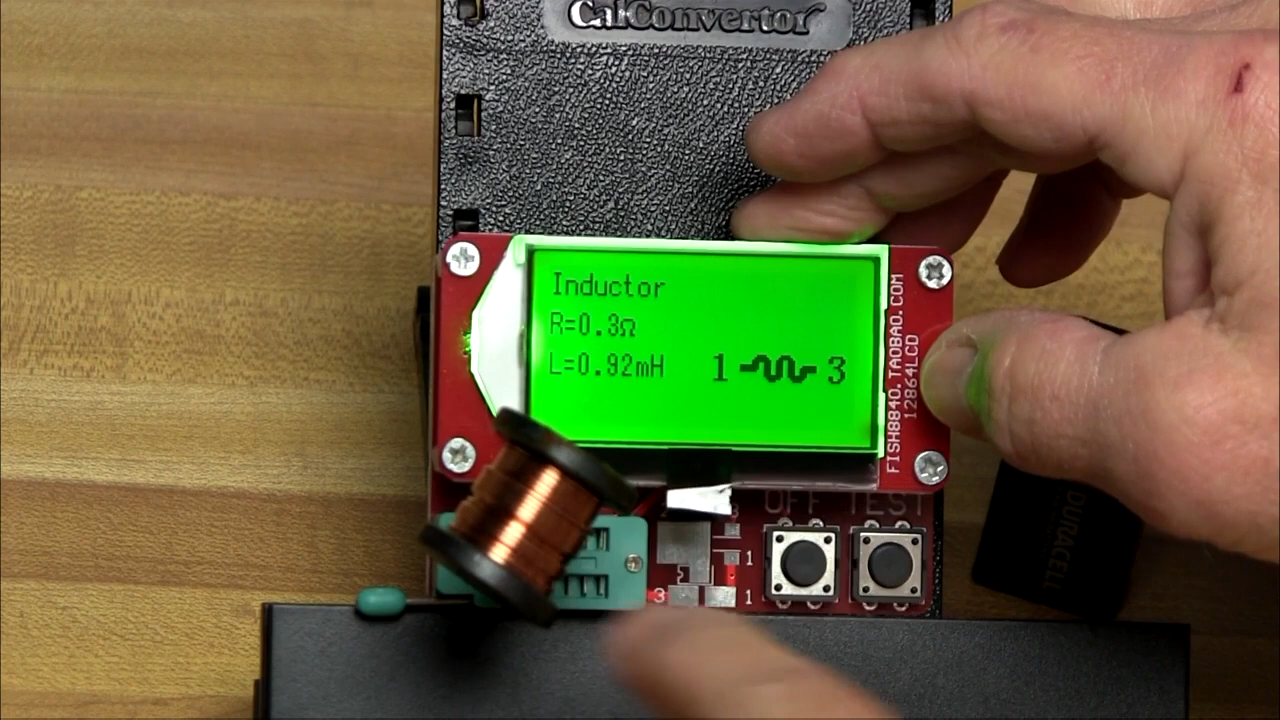 CalConvertor
Inductor
R=0.3Ω
L=0.92mH
1 3
FISH8840.TAOBAO.COM
12864LCD
OFF TEST
1
3 1
DURACELL